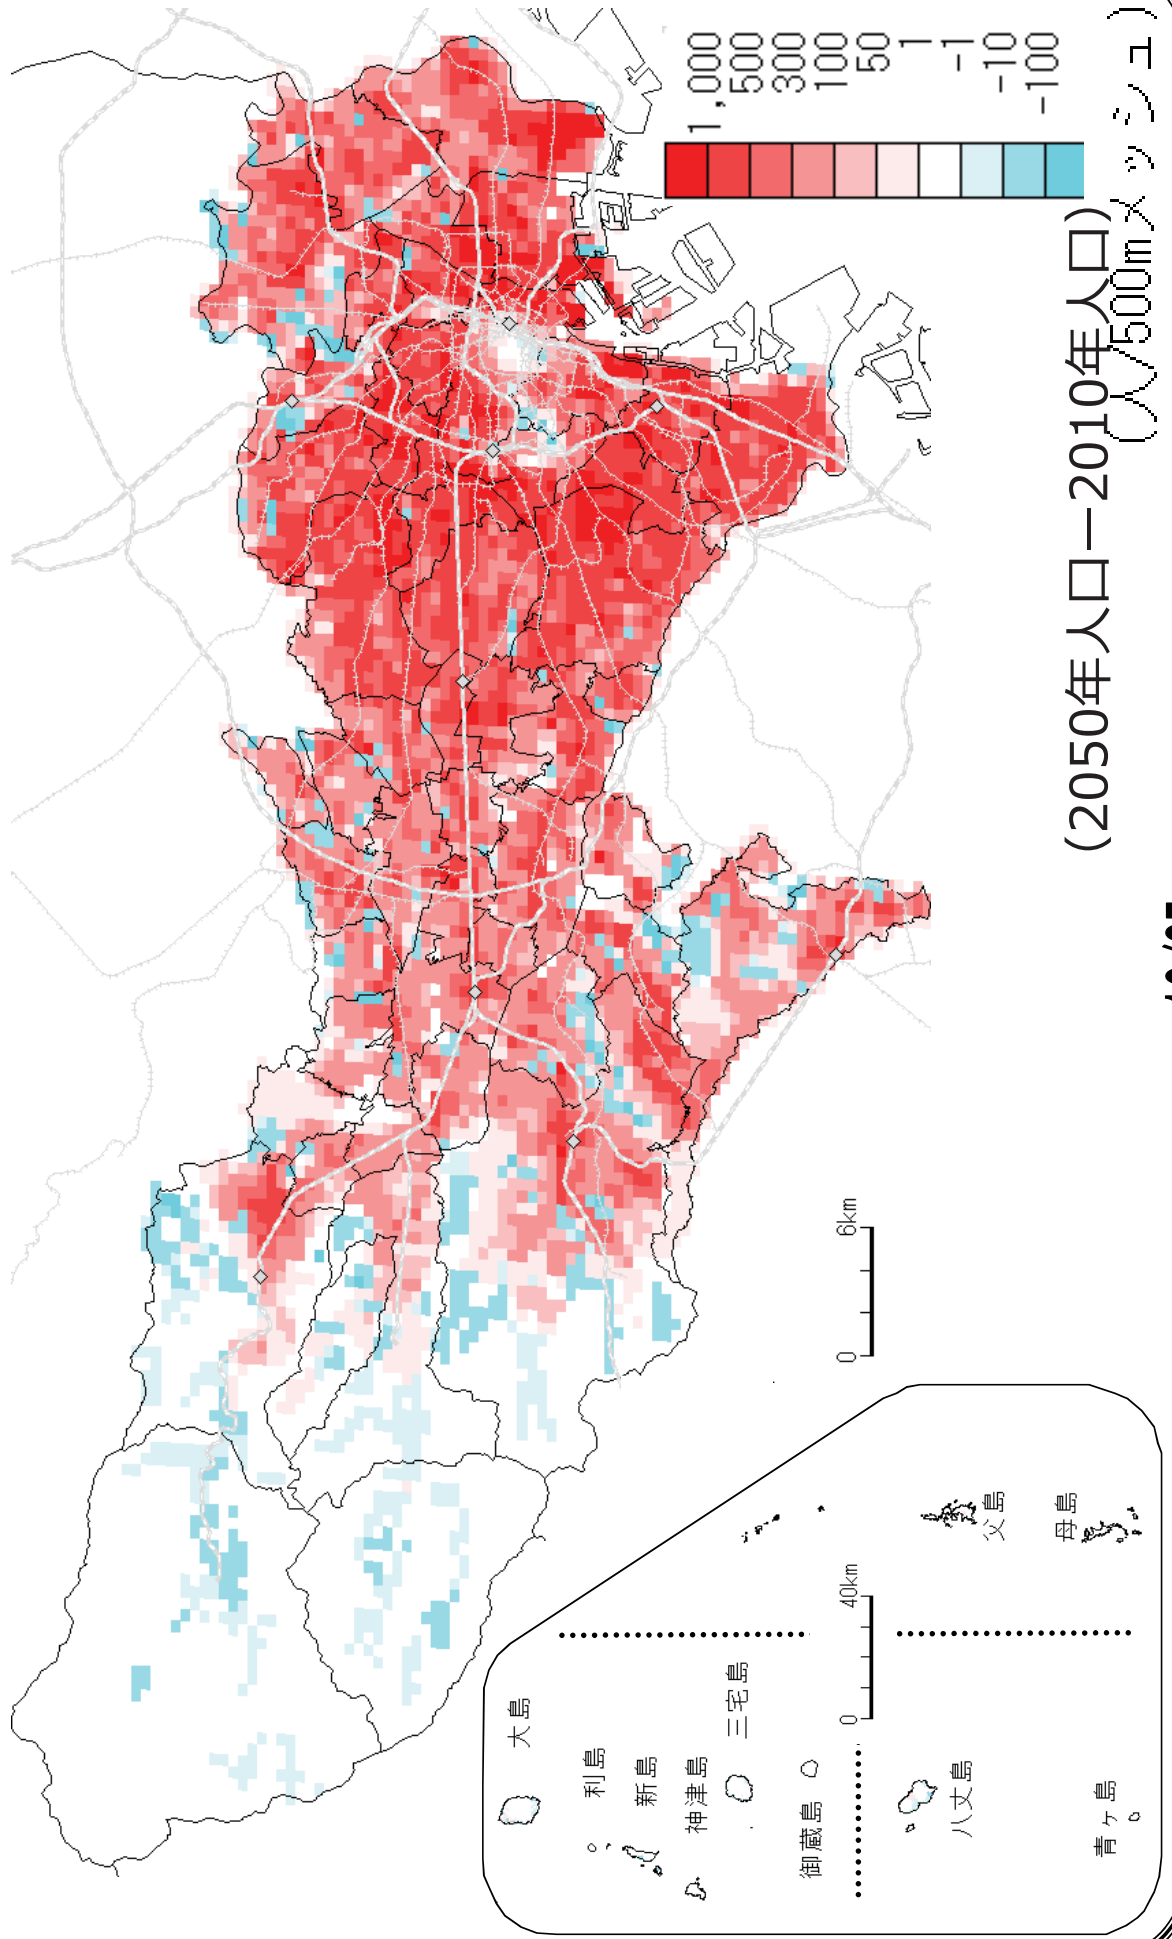 1,000
500
300
100
50
1
-1
-10
-100
(2050年人口－2010年人口)
(人/500mメッシュ)
0 6km
大島
利島
新島
神津島
三宅島
御蔵島
0 40km
八丈島
青ヶ島
父島
母島